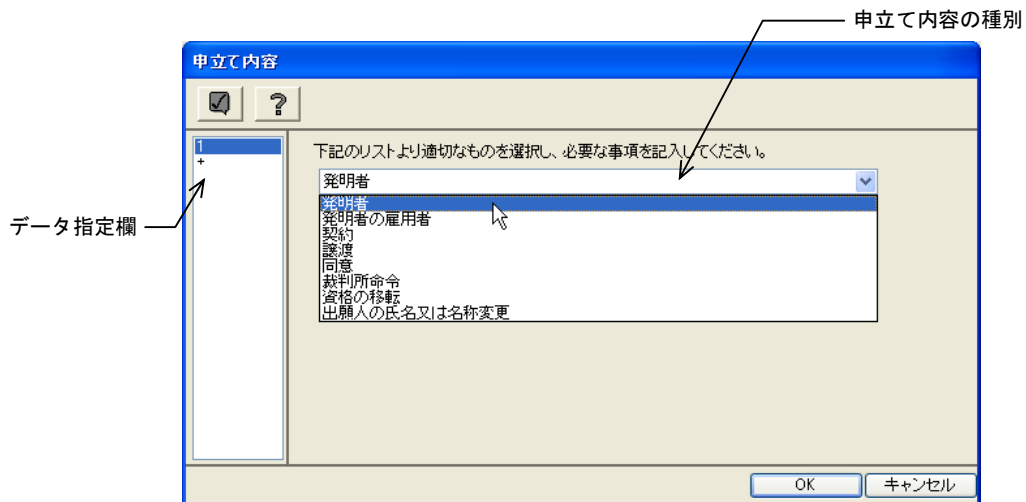 申立て内容の種別
申立て内容
?
1
+
下記のリストより適切なものを選択し、必要な事項を記入してください。
発明者
発明者
発明者の雇用者
契約
譲渡
同意
裁判所命令
資格の移転
出願人の氏名又は名称変更
データ指定欄
OK
キャンセル